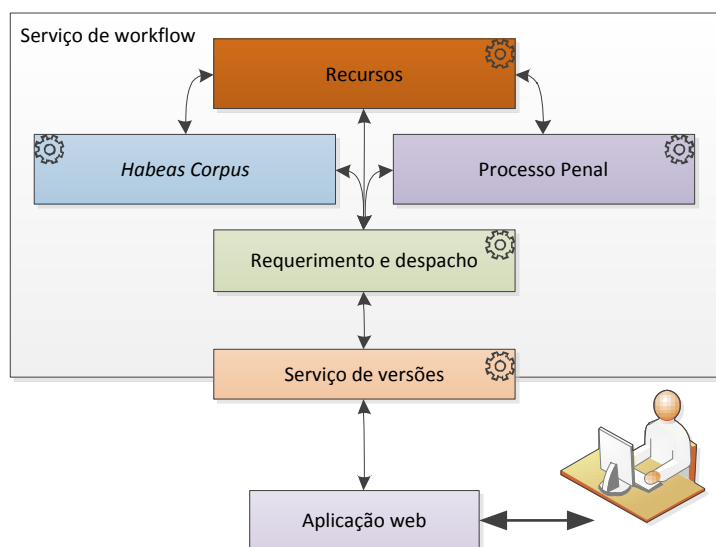 Serviço de workflow
Recursos
Habeas Corpus
Processo Penal
Requerimento e despacho
Serviço de versões
Aplicação web